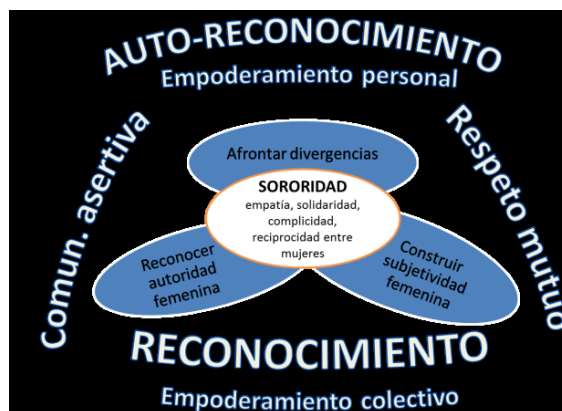 AUTO-RECONOCIMIENTO
Empoderamiento personal
Comun. asertiva
Respeto mutuo
Afrontar divergencias
SORORIDAD
empatía, solidaridad,
complicidad,
reciprocidad entre
mujeres
Reconocer
autoridad
femenina
Construir
subjetividad
femenina
RECONOCIMIENTO
Empoderamiento colectivo